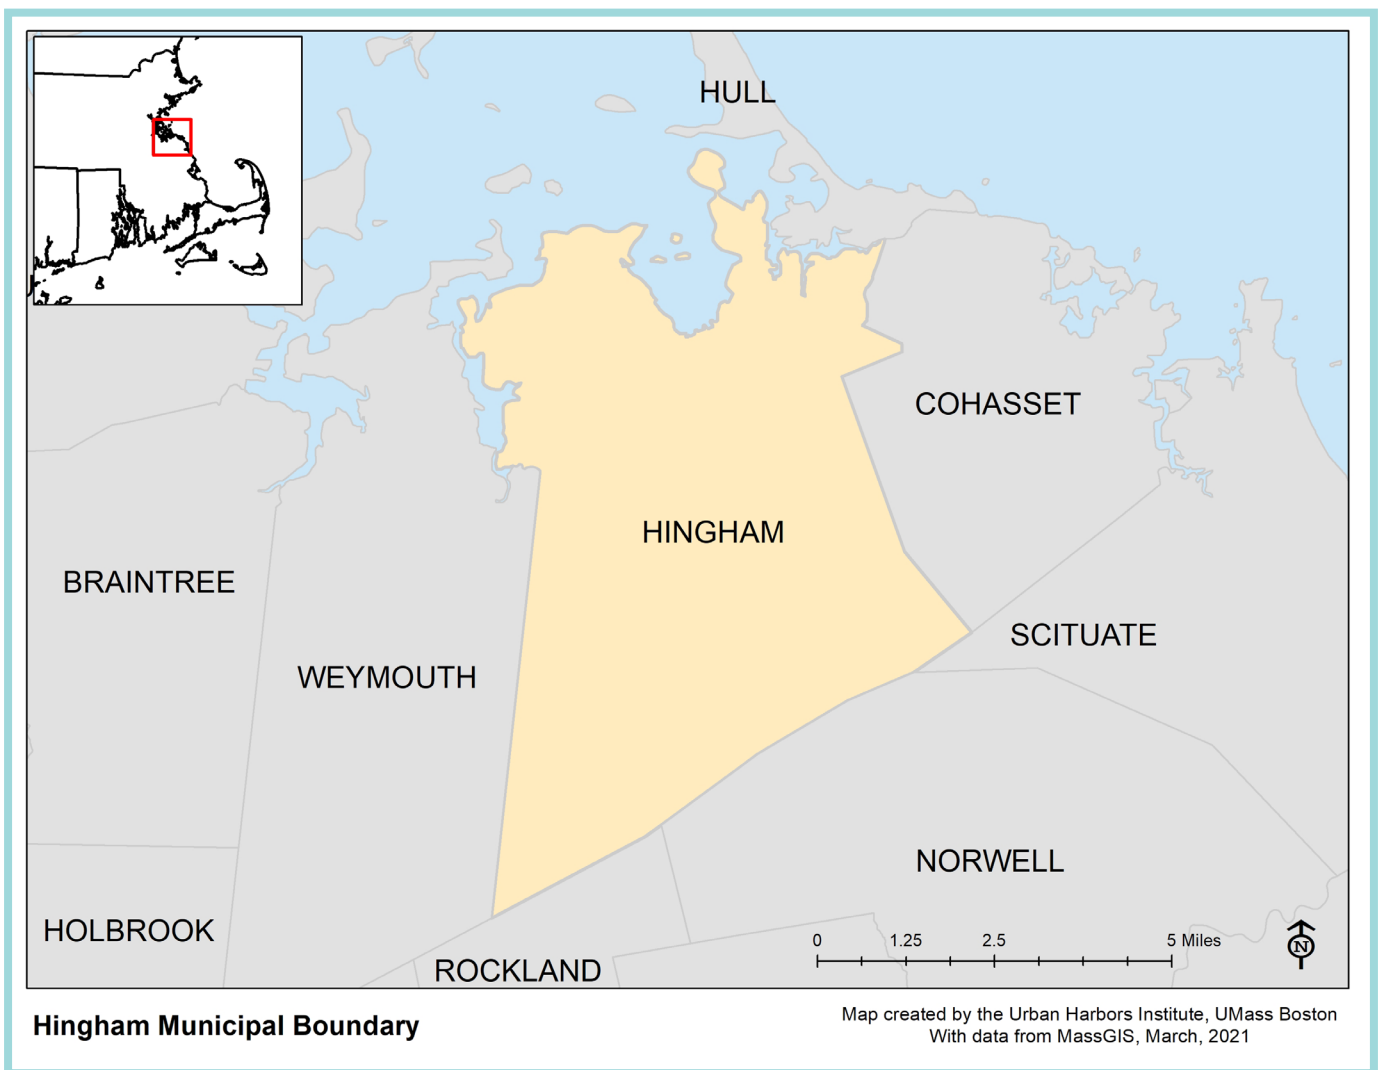 HULL
COHASSET
HINGHAM
BRAINTREE
SCITUATE
WEYMOUTH
NORWELL
HOLBROOK
ROCKLAND
0 1.25 2.5 5 Miles
N
Hingham Municipal Boundary
Map created by the Urban Harbors Institute, UMass Boston
With data from MassGIS, March, 2021